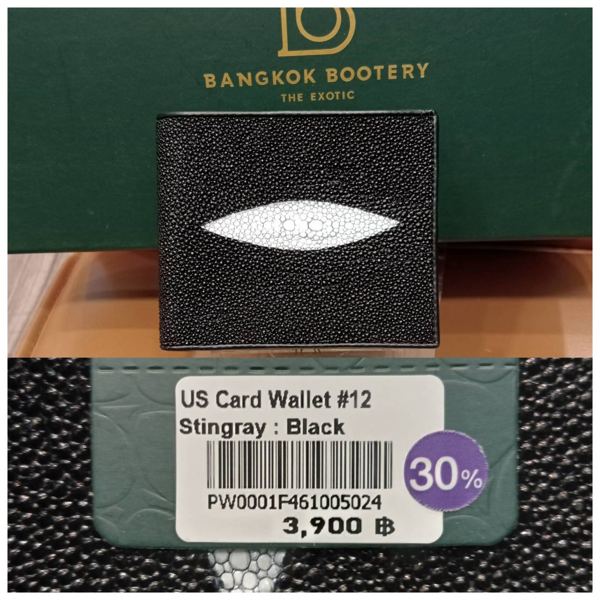 BANGKOK BOOTERY
THE EXOTIC
US Card Wallet #12
Stingray : Black
30%
PW0001F461005024
3,900 ฿